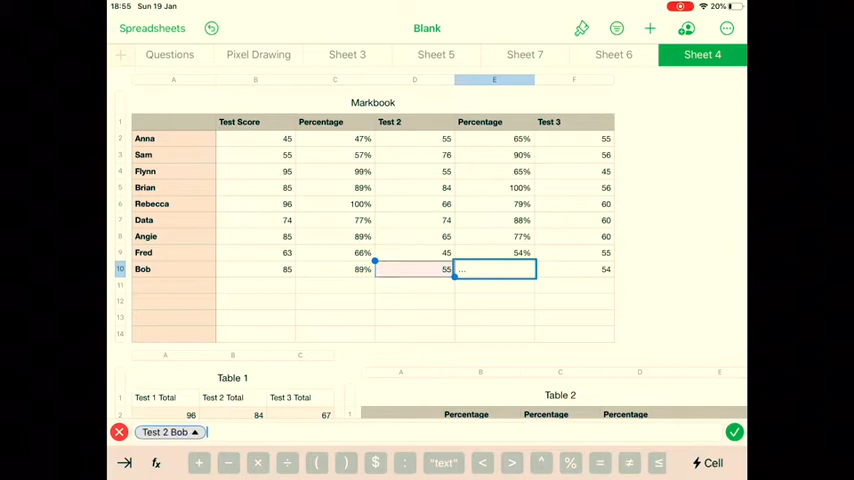 18:55 Sun 19 Jan 20%
Spreadsheets Blank
Questions Pixel Drawing Sheet 3 Sheet 5 Sheet 7 Sheet 6 Sheet 4
A B C D E F
Markbook
1 Test Score Percentage Test 2 Percentage Test 3
2 Anna 45 47% 55 65% 55
3 Sam 55 57% 76 90% 56
4 Flynn 95 99% 55 65% 45
5 Brian 85 89% 84 100% 56
6 Rebecca 96 100% 66 79% 60
7 Data 74 77% 74 88% 60
8 Angie 85 89% 65 77% 60
9 Fred 63 66% 45 54% 55
10 Bob 85 89% 55 ... 54
11
12
13
14
A B C
A B C D E
Table 1
Table 2
1 Test 1 Total Test 2 Total Test 3 Total
2 96 84 67
1 Percentage Percentage Percentage
Test 2 Bob
fx + − × ÷ ( ) $ : "text" < > ^ % = ≠ ≤ Cell